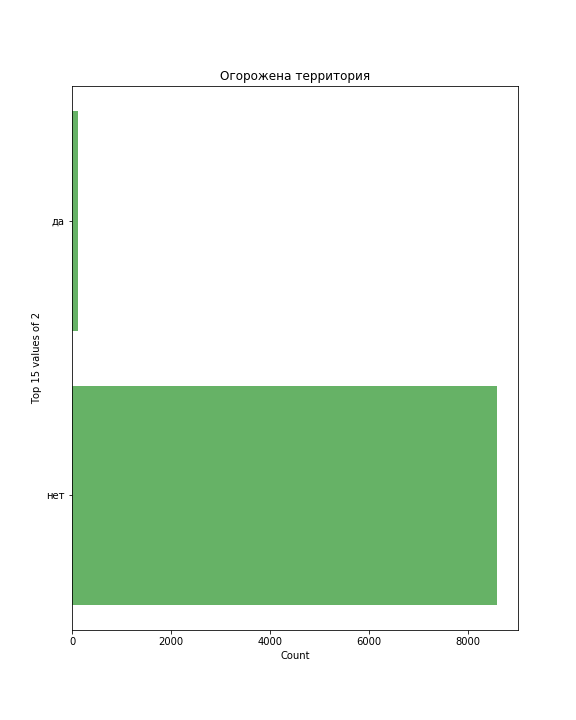 Огорожена территория
Top 15 values of 2
да
нет
0 2000 4000 6000 8000
Count